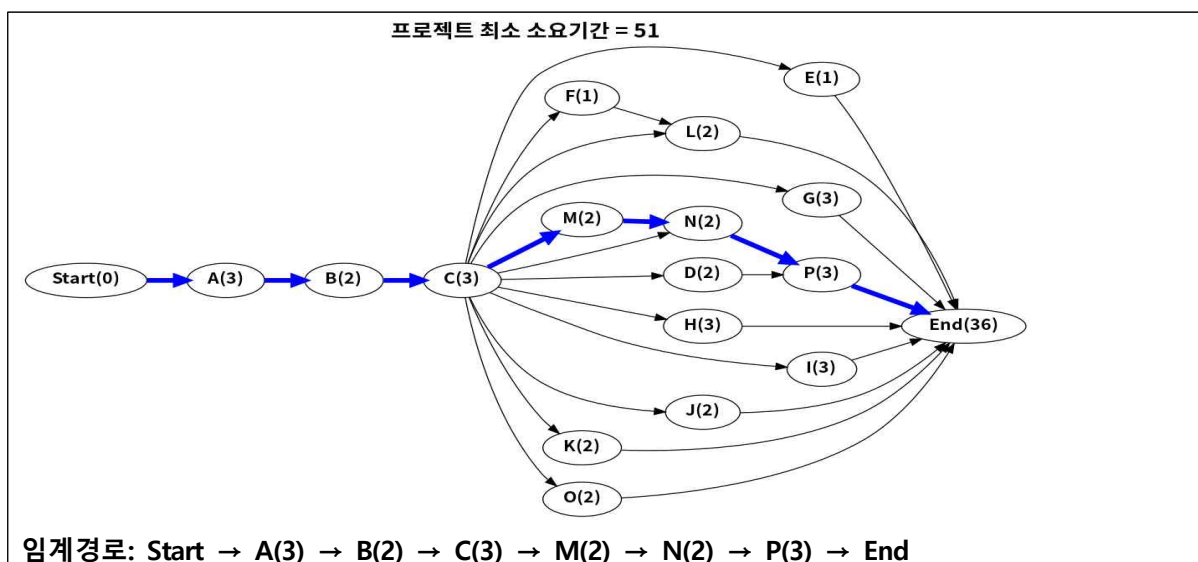 프로젝트 최소 소요기간 = 51
E(1)
F(1)
L(2)
G(3)
M(2)
N(2)
Start(0)
A(3)
B(2)
C(3)
D(2)
P(3)
H(3)
End(36)
I(3)
J(2)
K(2)
O(2)
임계경로: Start → A(3) → B(2) → C(3) → M(2) → N(2) → P(3) → End